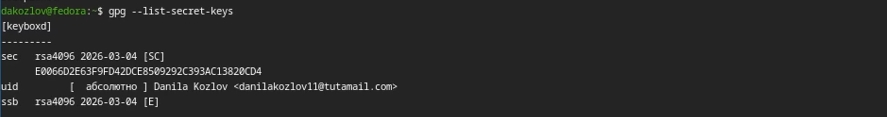 dakozlov@fedora:~$ gpg --list-secret-keys
[keyboxd]
---------
sec   rsa4096 2026-03-04 [SC]
      E0066D2E63F9FD42DCE8509292C393AC13820CD4
uid         [  абсолютно ] Danila Kozlov <danilakozlov11@tutamail.com>
ssb   rsa4096 2026-03-04 [E]